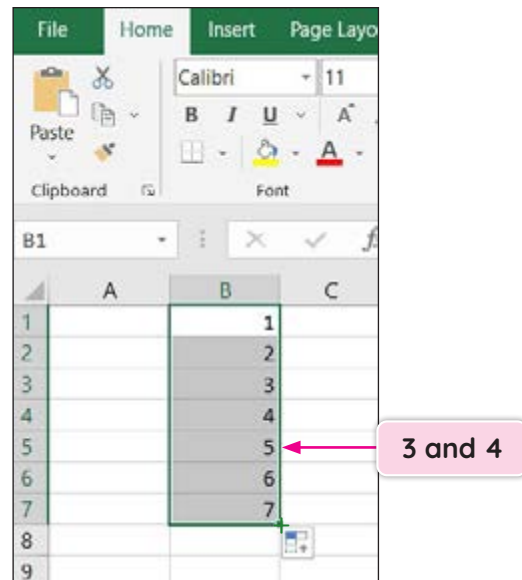 File Home Insert Page Layo
Calibri 11
B I U A A
Paste
Clipboard Font
B1
A B C
1 1
2 2
3 3
4 4
5 5
3 and 4
6 6
7 7
8
9